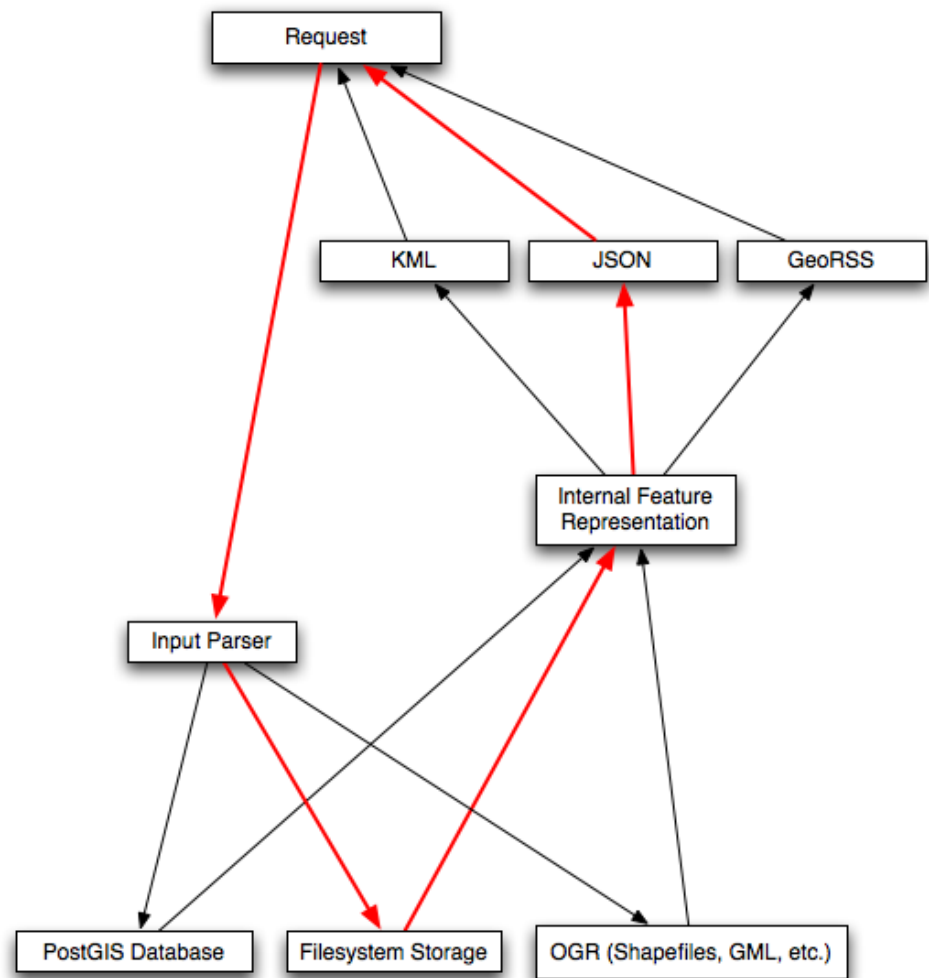 Request
KML
JSON
GeoRSS
Internal Feature
Representation
Input Parser
PostGIS Database
Filesystem Storage
OGR (Shapefiles, GML, etc.)